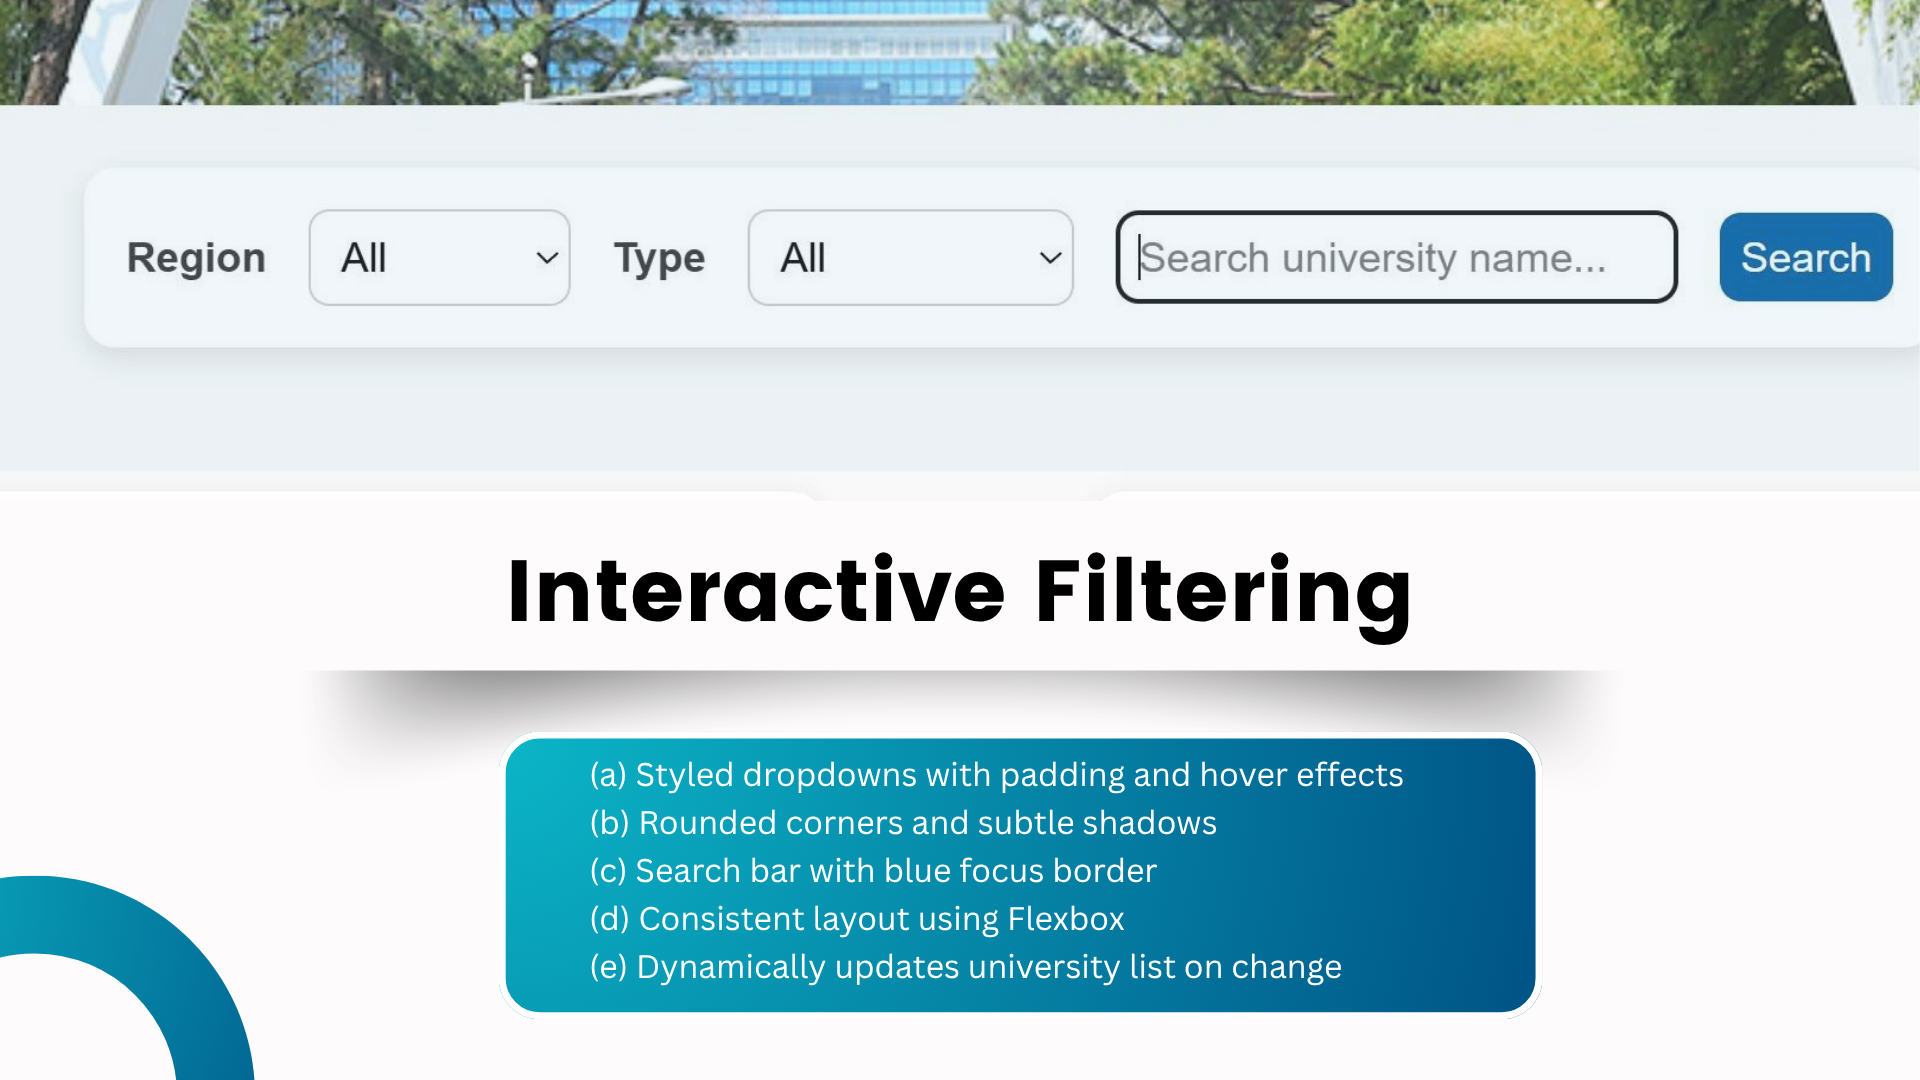 Region All Type All Search university name... Search
Interactive Filtering
(a) Styled dropdowns with padding and hover effects
(b) Rounded corners and subtle shadows
(c) Search bar with blue focus border
(d) Consistent layout using Flexbox
(e) Dynamically updates university list on change